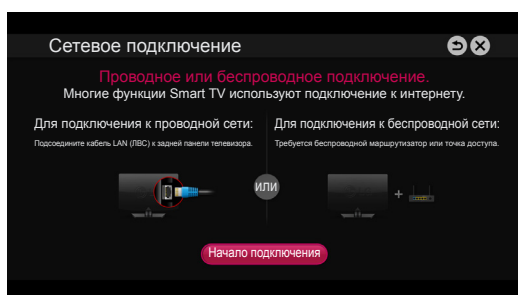 Сетевое подключение
Проводное или беспроводное подключение.
Многие функции Smart TV используют подключение к интернету.
Для подключения к проводной сети:
Подсоедините кабель LAN (ЛВС) к задней панели телевизора.
Для подключения к беспроводной сети:
Требуется беспроводной маршрутизатор или точка доступа.
или
Начало подключения